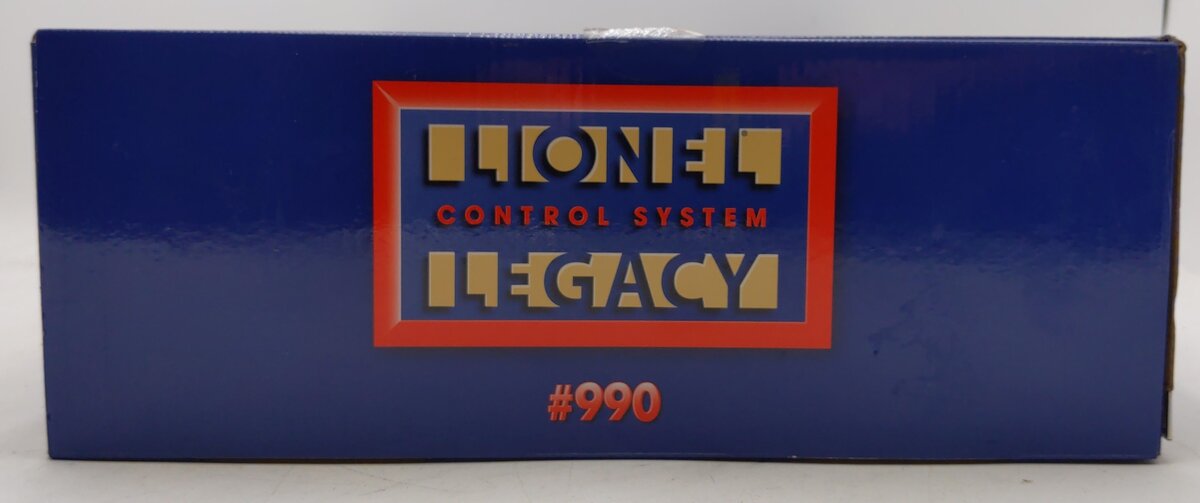 LIONEL
CONTROL SYSTEM
LEGACY
#990